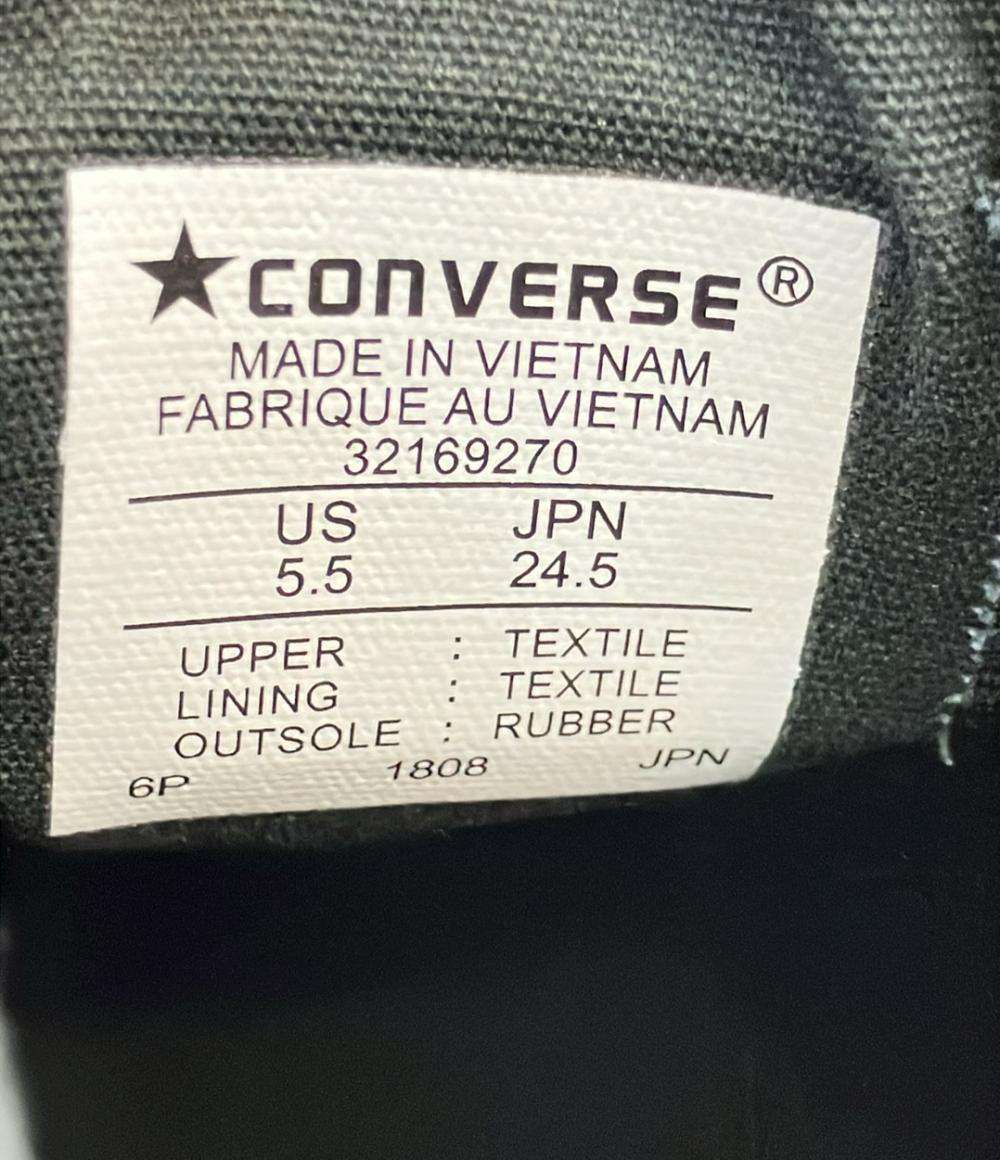 ★CONVERSE®
MADE IN VIETNAM
FABRIQUE AU VIETNAM
32169270
US JPN
5.5 24.5
UPPER : TEXTILE
LINING : TEXTILE
OUTSOLE : RUBBER
6P 1808 JPN